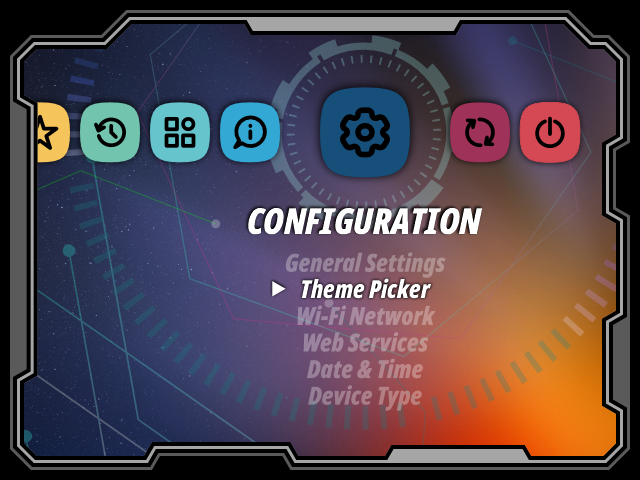 CONFIGURATION
General Settings
Theme Picker
Wi-Fi Network
Web Services
Date & Time
Device Type